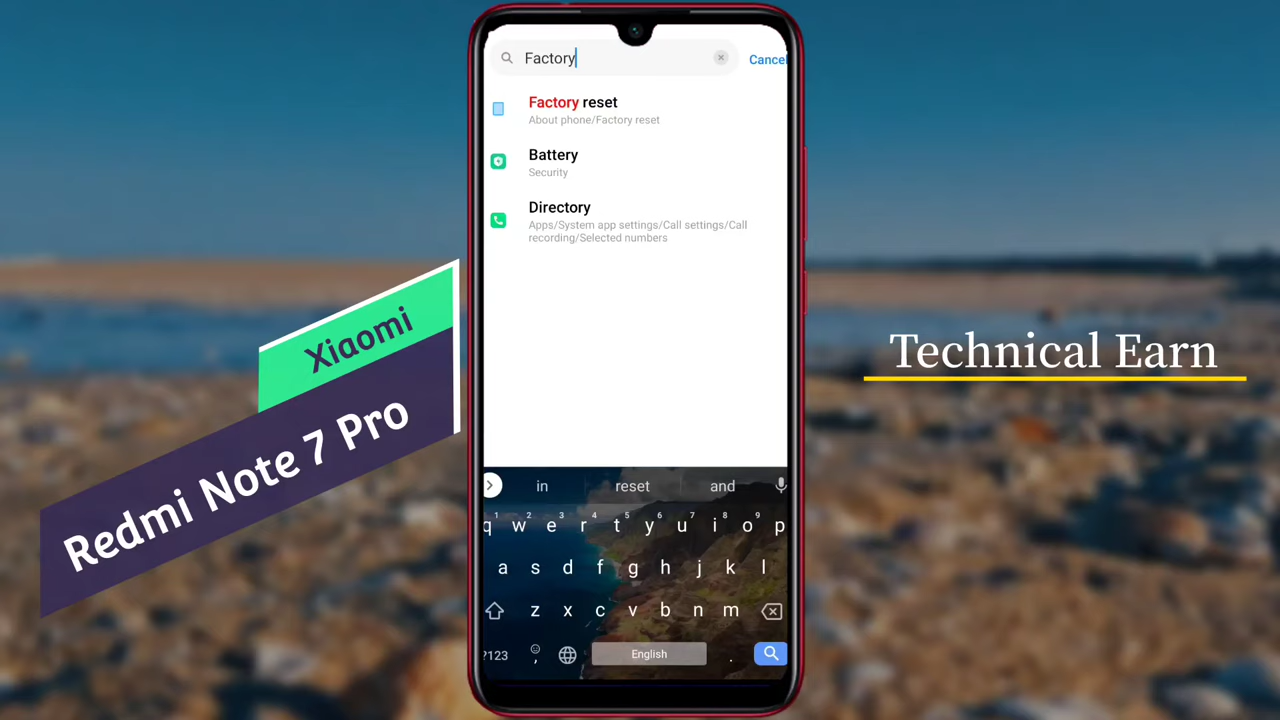 Factory
Cancel
Factory reset
About phone/Factory reset
Battery
Security
Directory
Apps/System app settings/Call settings/Call
recording/Selected numbers
Xiaomi
Redmi Note 7 Pro
Technical Earn
in reset and
1 2 3 4 5 6 7 8 9 0
q w e r t y u i o p
a s d f g h j k l
z x c v b n m
?123 , English .